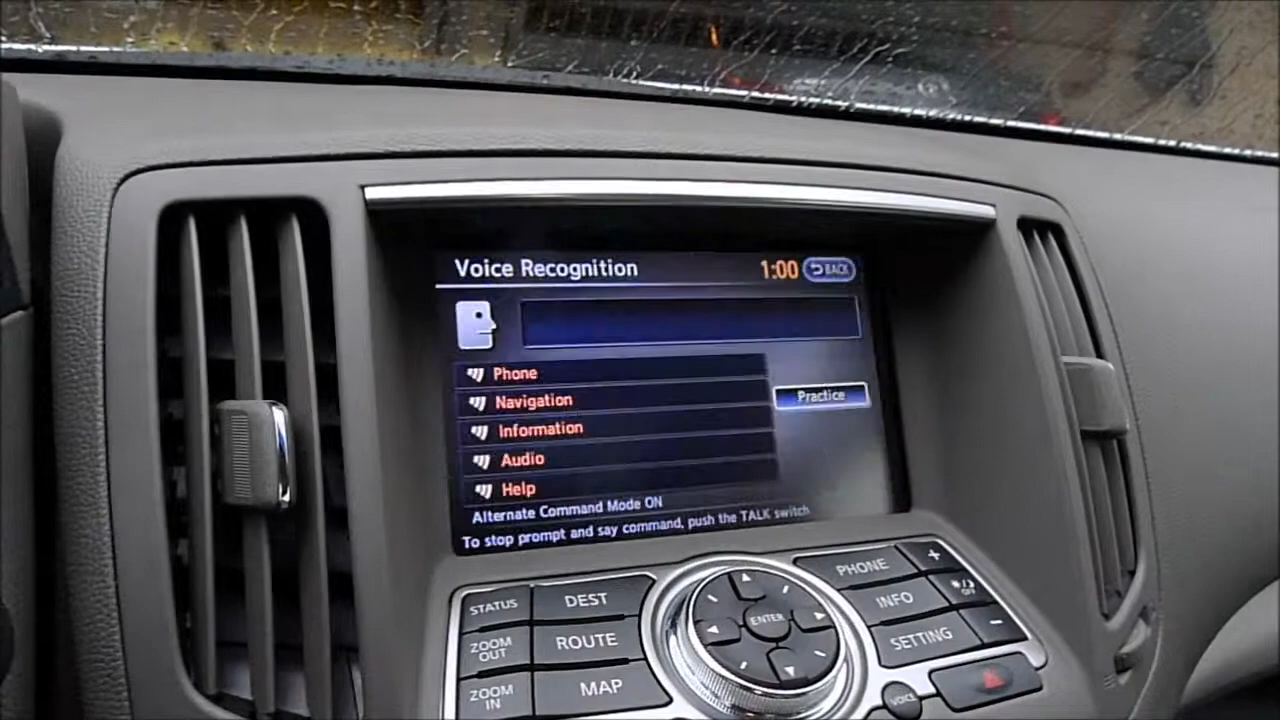 Voice Recognition 1:00 BACK
Phone
Navigation
Practice
Information
Audio
Help
Alternate Command Mode ON
To stop prompt and say command, push the TALK switch
STATUS DEST ENTER PHONE +
ZOOM OUT ROUTE INFO OFF
ZOOM IN MAP SETTING -
VOICE